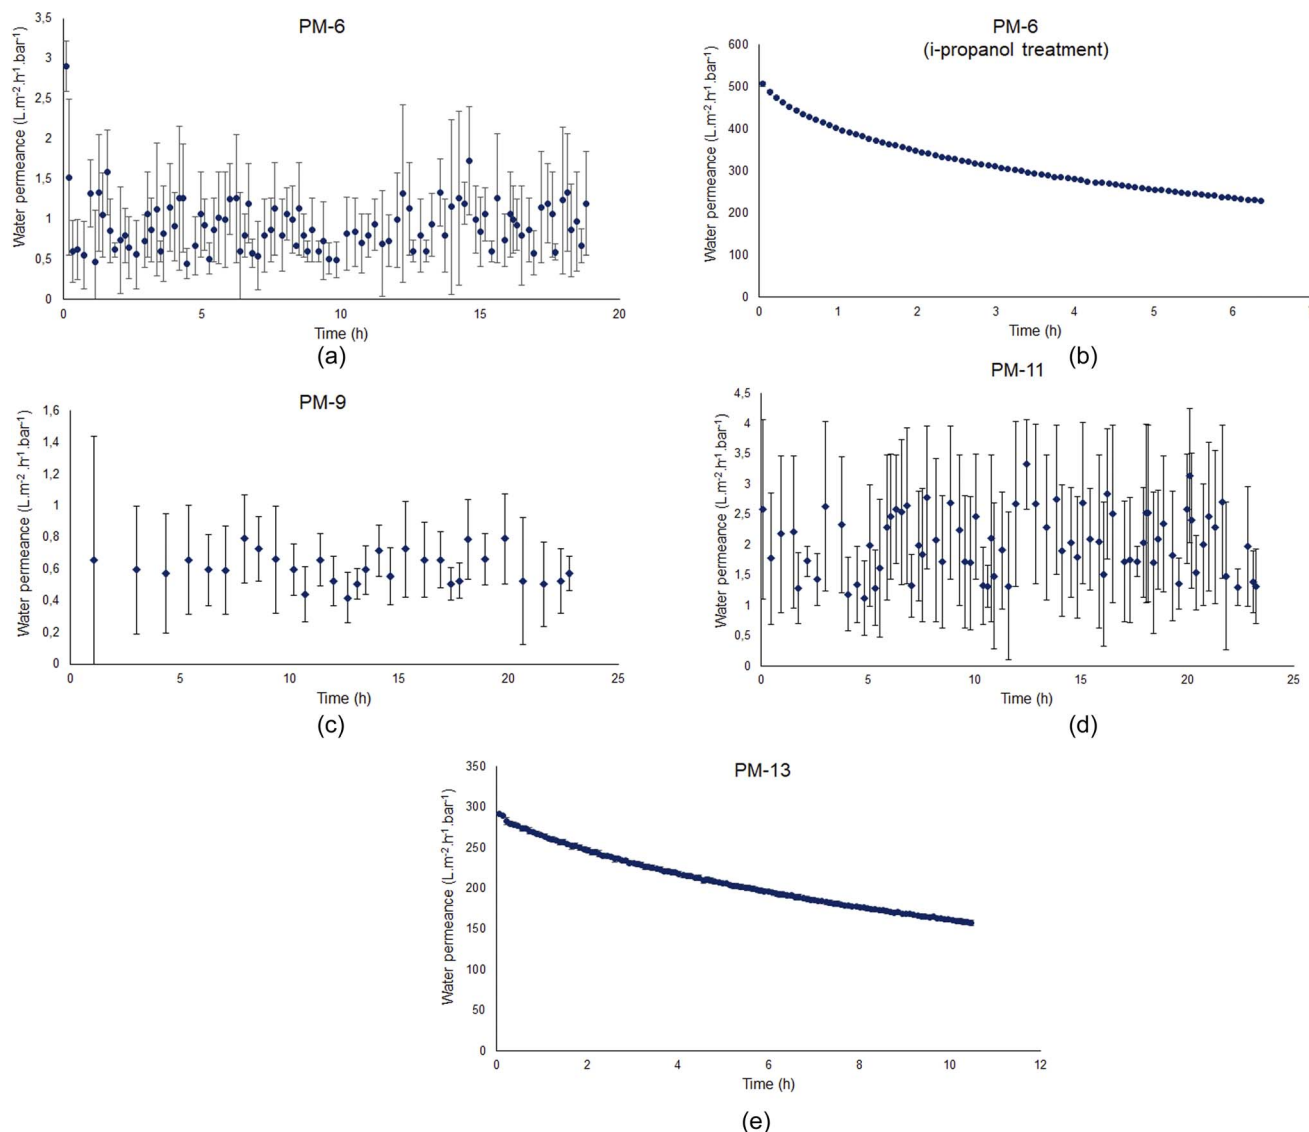 PM-6
Water permeance (L.m-2.h-1.bar-1)
3,5
3
2,5
2
1,5
1
0,5
0
0 5 10 15 20
Time (h)
(a)
PM-6
(i-propanol treatment)
Water permeance (L.m-2.h-1.bar-1)
600
500
400
300
200
100
0
0 1 2 3 4 5 6
Time (h)
(b)
PM-9
Water permeance (L.m-2.h-1.bar-1)
1,6
1,4
1,2
1
0,8
0,6
0,4
0,2
0
0 5 10 15 20 25
Time (h)
(c)
PM-11
Water permeance (L.m-2.h-1.bar-1)
4,5
4
3,5
3
2,5
2
1,5
1
0,5
0
0 5 10 15 20 25
Time (h)
(d)
PM-13
Water permeance (L.m-2.h-1.bar-1)
350
300
250
200
150
100
50
0
0 2 4 6 8 10 12
Time (h)
(e)